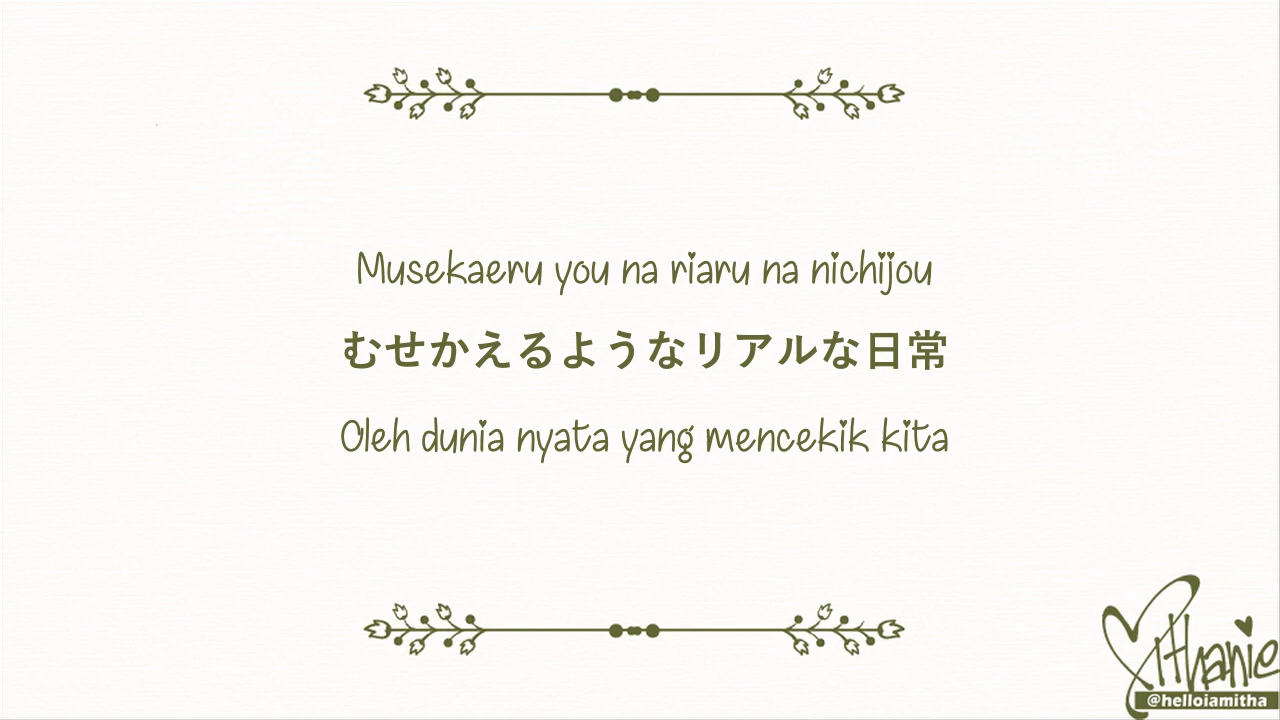 Musekaeru you na riaru na nichijou
むせかえるようなリアルな日常
Oleh dunia nyata yang mencekik kita
Mithanie
@helloiamitha